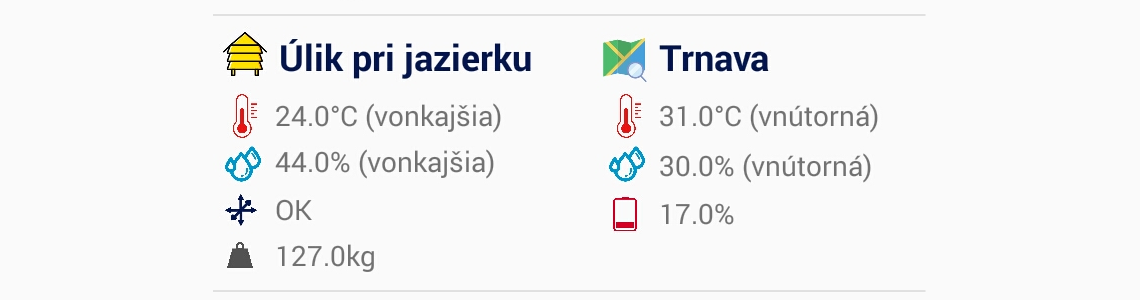 Úlik pri jazierku
24.0°C (vonkajšia)
44.0% (vonkajšia)
OK
127.0kg
Trnava
31.0°C (vnútorná)
30.0% (vnútorná)
17.0%